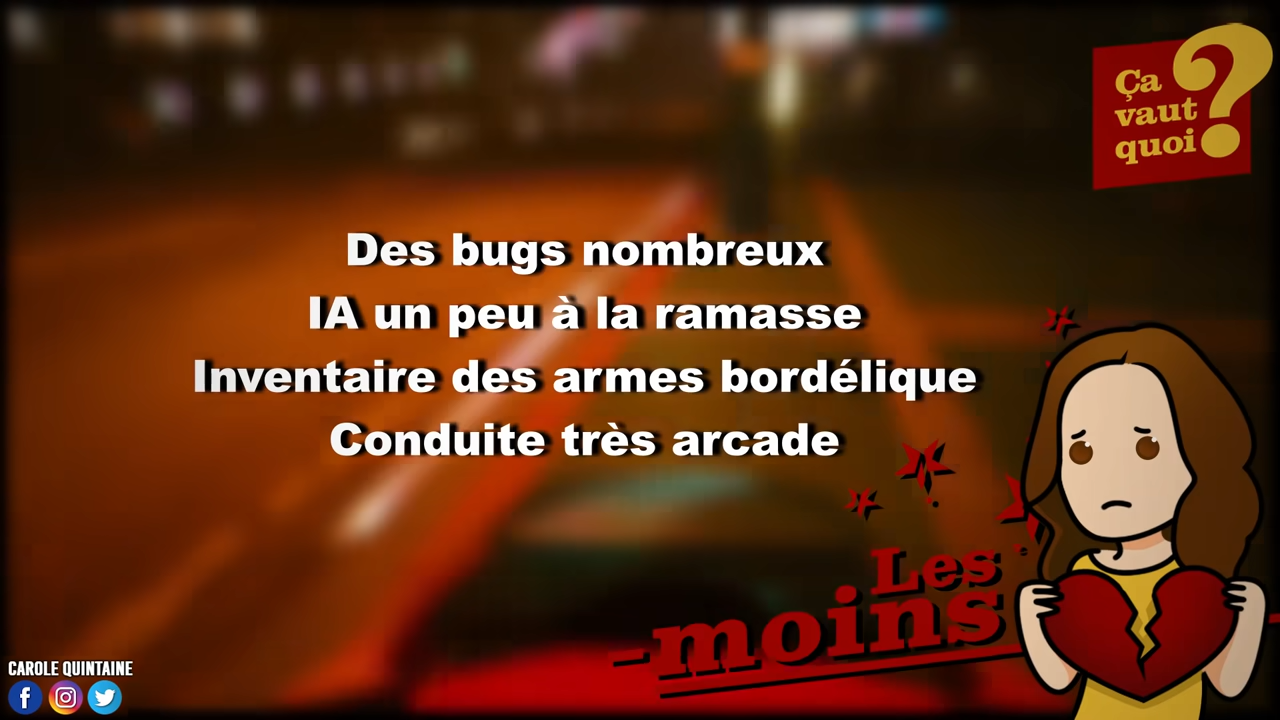 Ça
vaut
quoi ?
Des bugs nombreux
IA un peu à la ramasse
Inventaire des armes bordélique
Conduite très arcade
Les
moins
CAROLE QUINTAINE